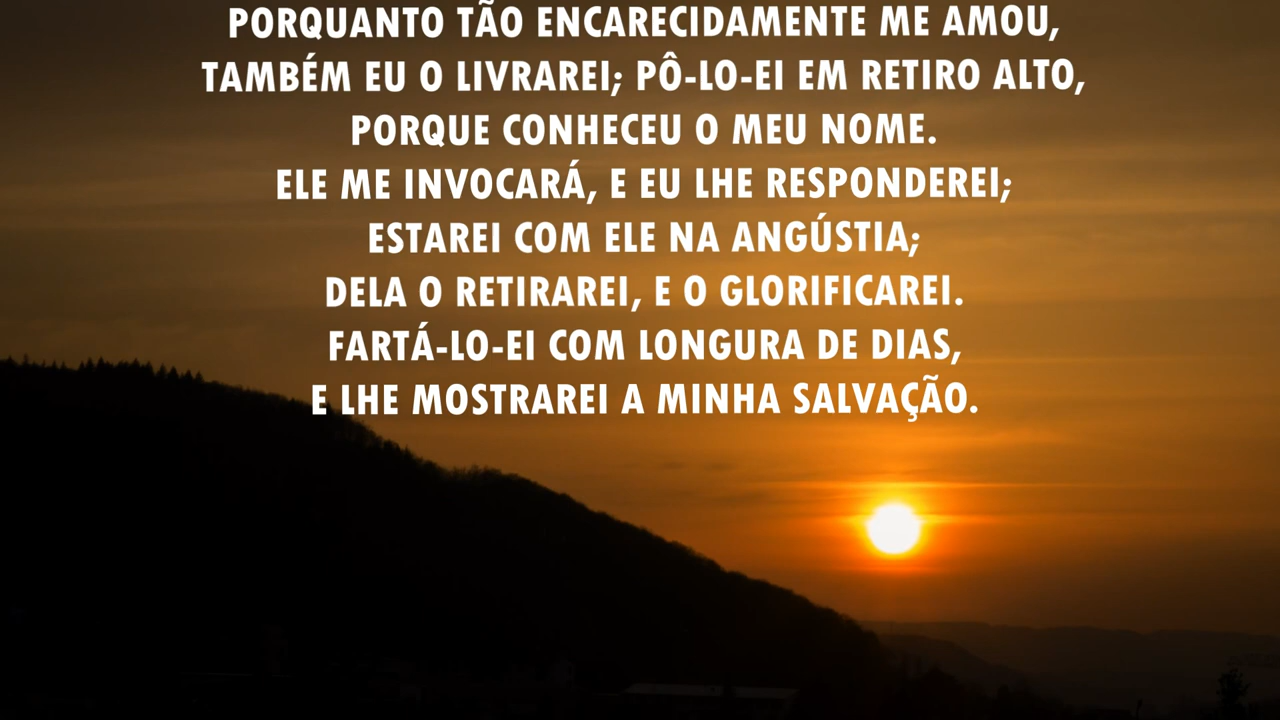 PORQUANTO TÃO ENCARECIDAMENTE ME AMOU,
TAMBÉM EU O LIVRAREI; PÔ-LO-EI EM RETIRO ALTO,
PORQUE CONHECEU O MEU NOME.
ELE ME INVOCARÁ, E EU LHE RESPONDEREI;
ESTAREI COM ELE NA ANGÚSTIA;
DELA O RETIRAREI, E O GLORIFICAREI.
FARTÁ-LO-EI COM LONGURA DE DIAS,
E LHE MOSTRAREI A MINHA SALVAÇÃO.